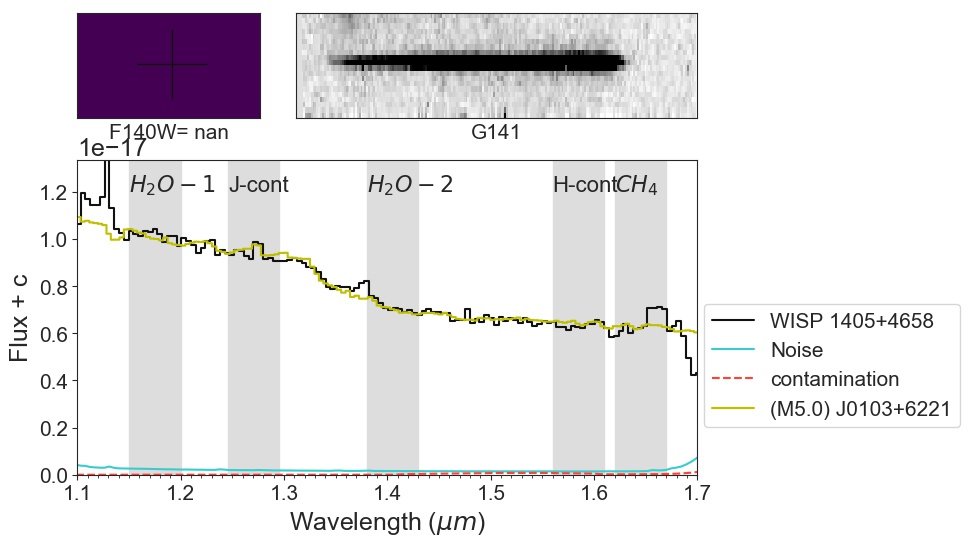 F140W= nan
G141
1e−17
H₂O − 1 J-cont H₂O − 2 H-cont CH₄
1.2
1.0
0.8
0.6
0.4
0.2
0.0
Flux + c
1.1 1.2 1.3 1.4 1.5 1.6 1.7
Wavelength (μm)
WISP 1405+4658
Noise
contamination
(M5.0) J0103+6221